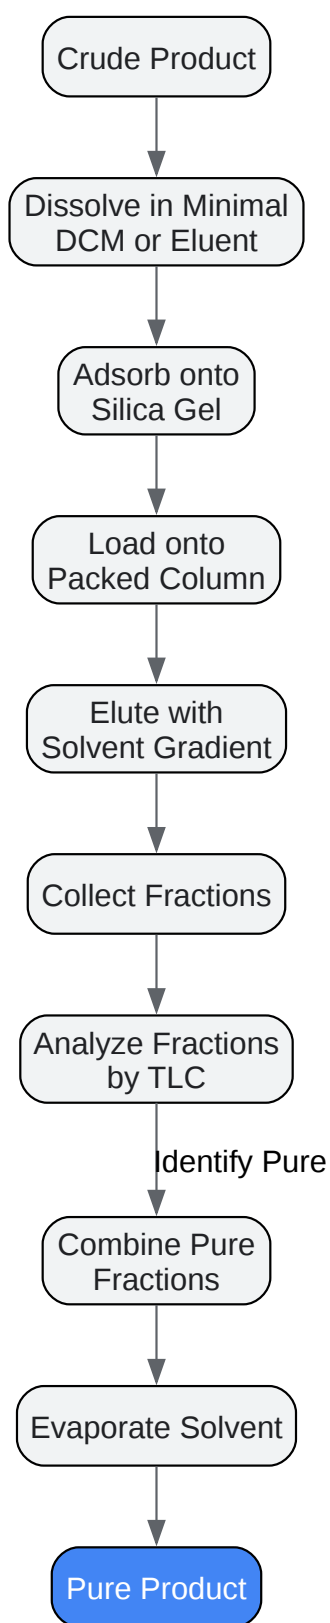 Crude Product
Dissolve in Minimal
DCM or Eluent
Adsorb onto
Silica Gel
Load onto
Packed Column
Elute with
Solvent Gradient
Collect Fractions
Analyze Fractions
by TLC
Identify Pure
Combine Pure
Fractions
Evaporate Solvent
Pure Product